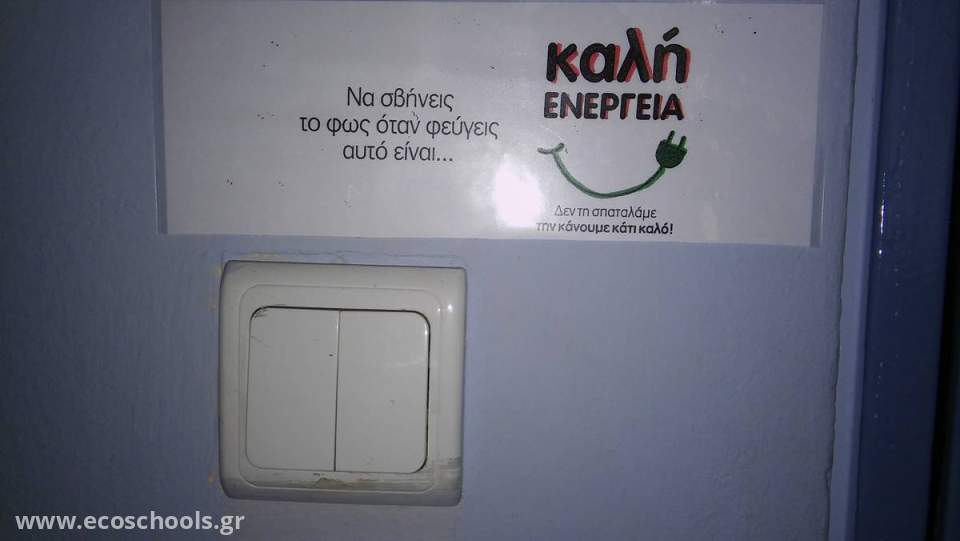 Να σβήνεις
το φως όταν φεύγεις
αυτό είναι...
καλή
ΕΝΕΡΓΕΙΑ
Δεν τη σπαταλάμε
την κάνουμε κάτι καλό!
www.ecoschools.gr